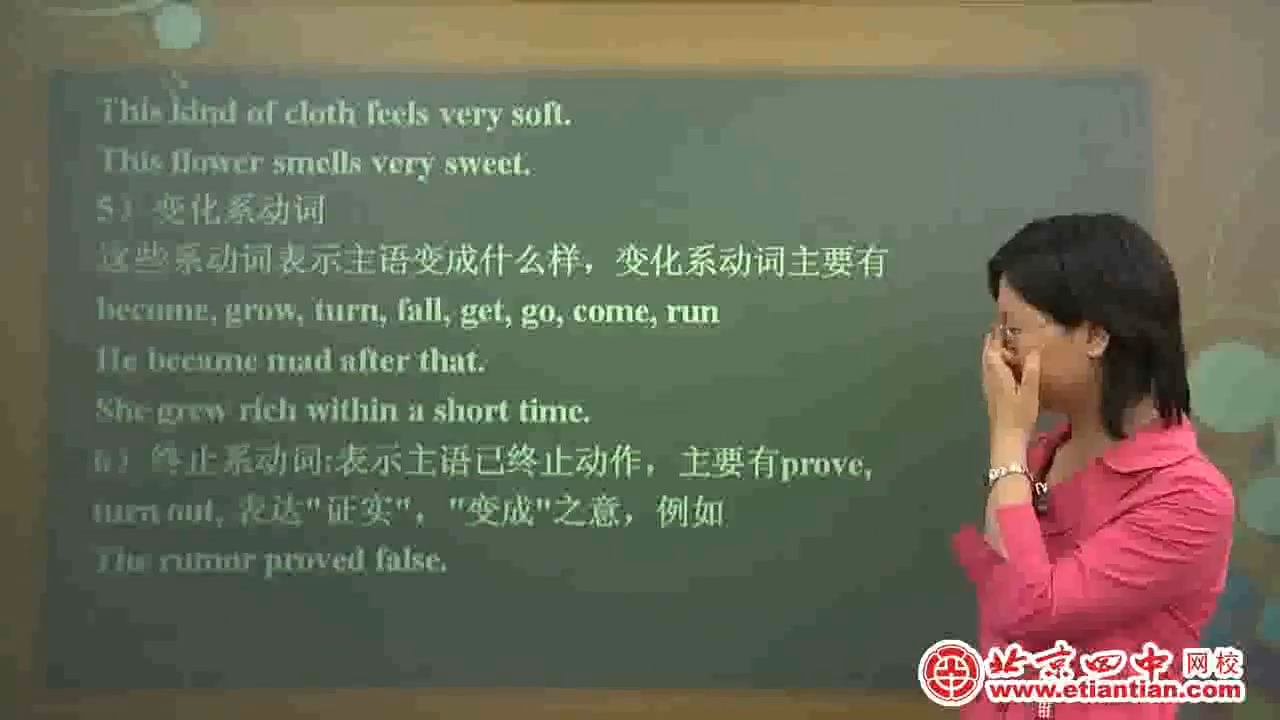 This kind of cloth feels very soft.
This flower smells very sweet.
5）变化系动词
这些系动词表示主语变成什么样，变化系动词主要有
become, grow, turn, fall, get, go, come, run
He became mad after that.
She grew rich within a short time.
6）终止系动词:表示主语已终止动作，主要有prove,
turn out, 表达"证实"，"变成"之意，例如
The rumor proved false.
北京四中网校
www.etiantian.com